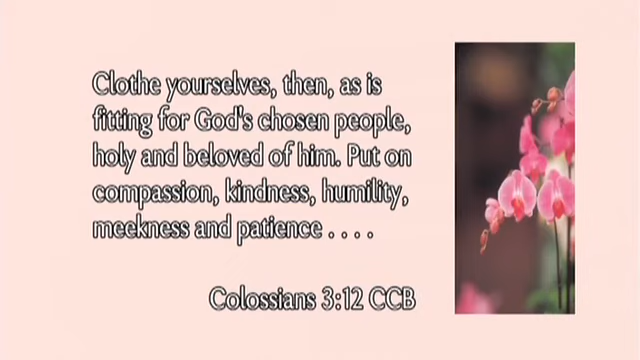 Clothe yourselves, then, as is
fitting for God's chosen people,
holy and beloved of him. Put on
compassion, kindness, humility,
meekness and patience . . . .
Colossians 3:12 CCB